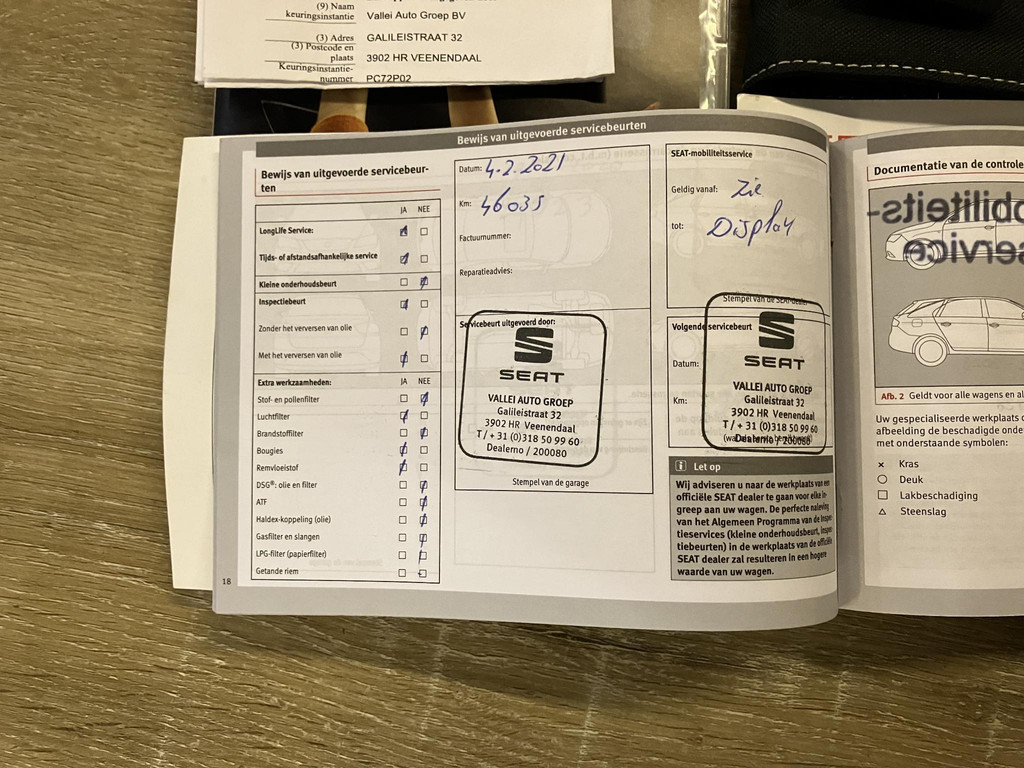 (9) Naam
keuringsinstantie Vallei Auto Groep BV
(3) Adres GALILEISTRAAT 32
(3) Postcode en
plaats 3902 HR VEENENDAAL
Keuringsinstantie-
nummer PC72P02
Bewijs van uitgevoerde servicebeurten
Bewijs van uitgevoerde servicebeur-
ten
JA NEE
LongLife Service:
Tijds- of afstandsafhankelijke service
Kleine onderhoudsbeurt
Inspectiebeurt
Zonder het verversen van olie
Met het verversen van olie
Extra werkzaamheden: JA NEE
Stof- en pollenfilter
Luchtfilter
Brandstoffilter
Bougies
Remvloeistof
DSG®: olie en filter
ATF
Haldex-koppeling (olie)
Gasfilter en slangen
LPG-filter (papierfilter)
Getande riem
18
Datum: 4.2.2021
Km: 46035
Factuurnummer:
Reparatieadvies:
Servicebeurt uitgevoerd door:
SEAT
VALLEI AUTO GROEP
Galileistraat 32
3902 HR Veenendaal
T / + 31 (0)318 50 99 60
Dealerno / 200080
Stempel van de garage
SEAT-mobiliteitsservice
Geldig vanaf: Zie
tot: Display
Stempel van de SEAT-dealer
Volgende servicebeurt
Datum:
Km:
SEAT
VALLEI AUTO GROEP
Galileistraat 32
3902 HR Veenendaal
T / + 31 (0)318 50 99 60
Dealerno / 200080
Let op
Wij adviseren u naar de werkplaats van een
officiële SEAT dealer te gaan voor elke in-
greep aan uw wagen. De perfecte naleving
van het Algemeen Programma van de Inspec-
tieservices (kleine onderhoudsbeurt, inspec-
tiebeurten) in de werkplaats van de officiële
SEAT dealer zal resulteren in een hogere
waarde van uw wagen.
Documentatie van de controle
Afb. 2 Geldt voor alle wagens en al
Uw gespecialiseerde werkplaats
afbeelding de beschadigde onde
met onderstaande symbolen:
Kras
Deuk
Lakbeschadiging
Steenslag